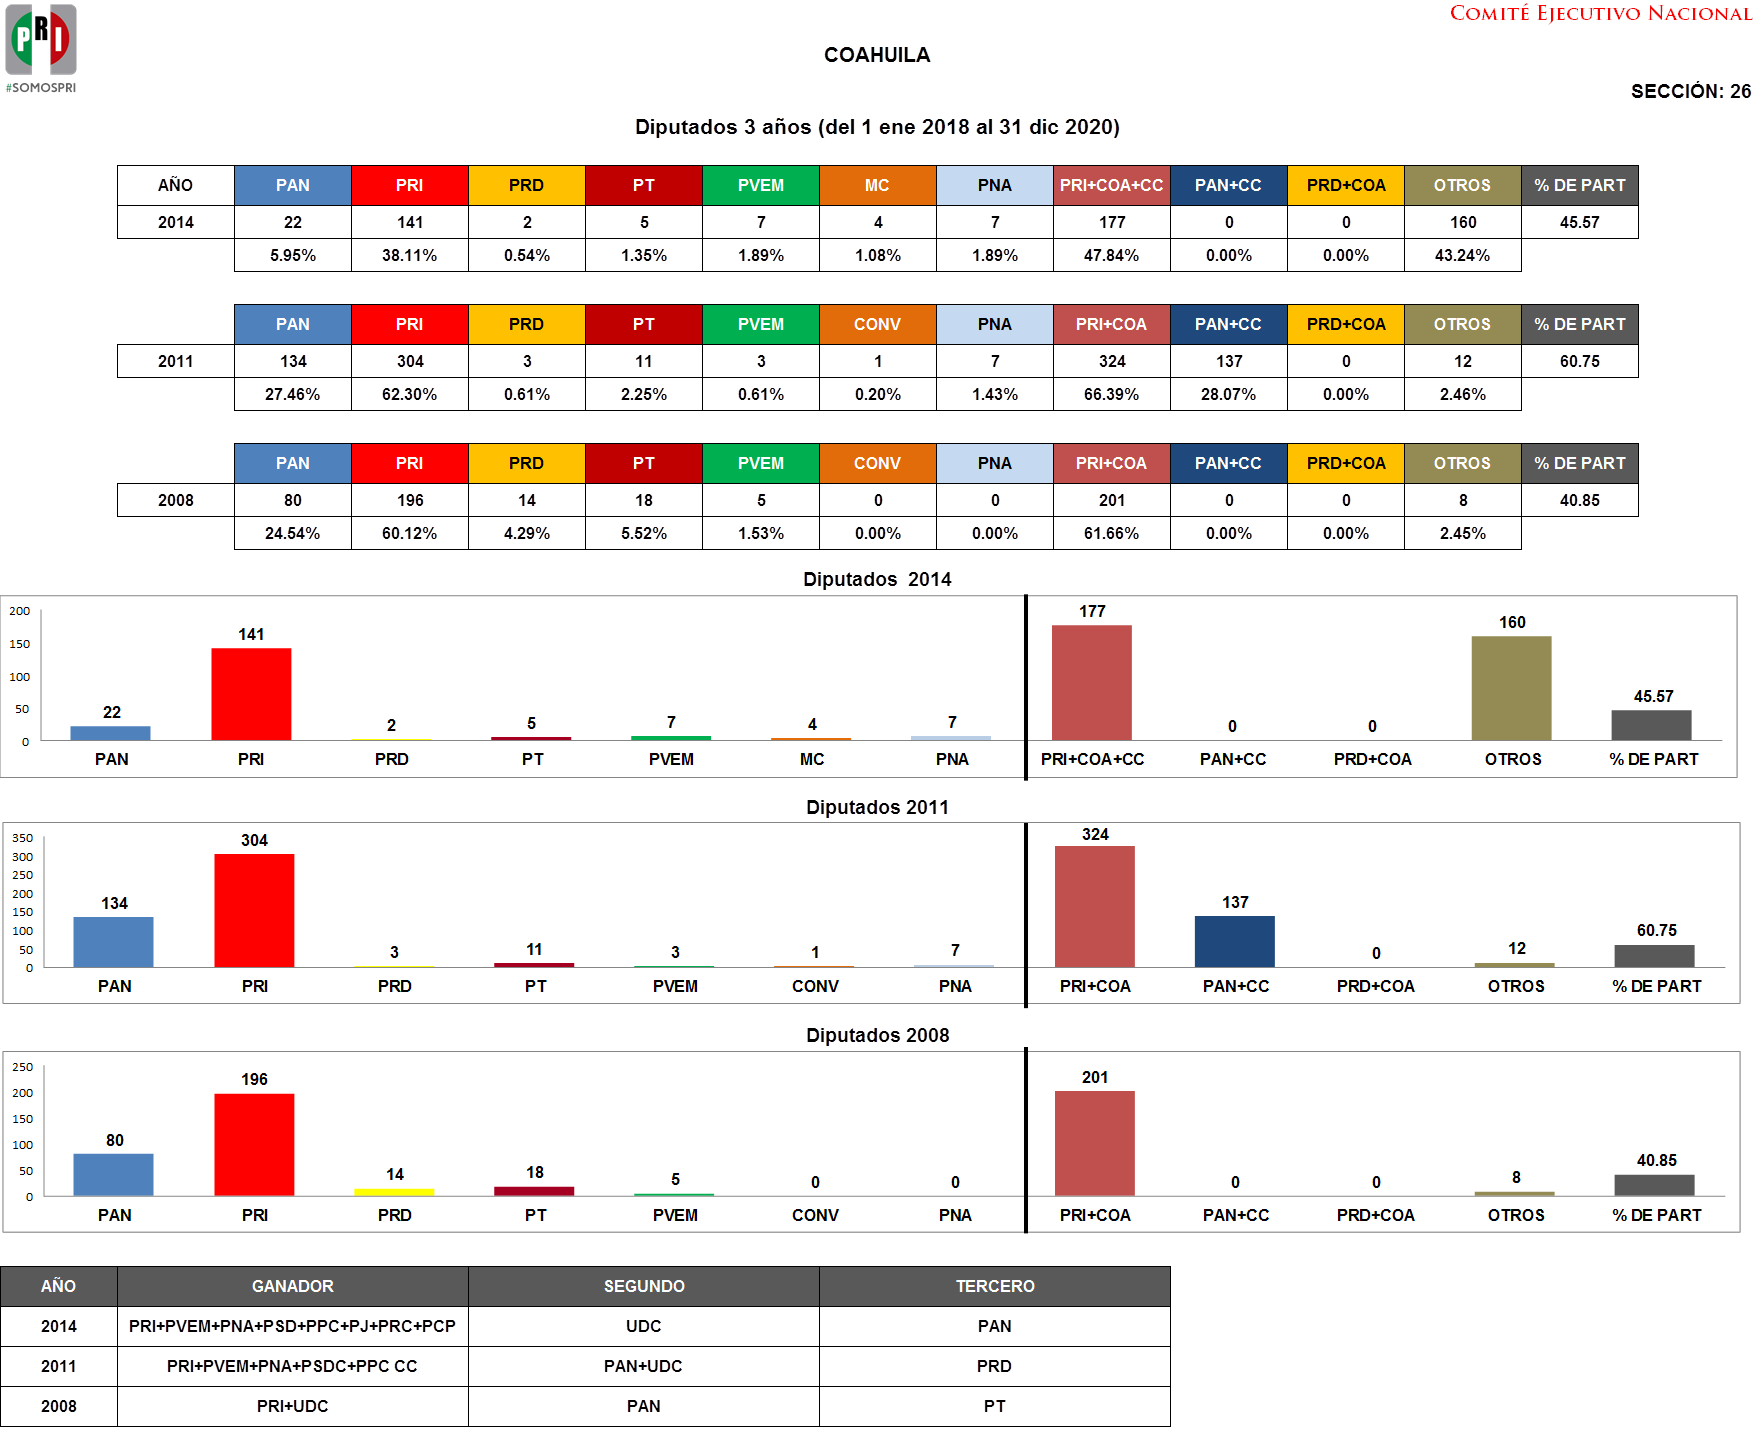 COMITÉ EJECUTIVO NACIONAL
PRI
#SOMOSPRI
COAHUILA
SECCIÓN: 26
Diputados 3 años (del 1 ene 2018 al 31 dic 2020)
AÑO PAN PRI PRD PT PVEM MC PNA PRI+COA+CC PAN+CC PRD+COA OTROS % DE PART
2014 22 141 2 5 7 4 7 177 0 0 160 45.57
5.95% 38.11% 0.54% 1.35% 1.89% 1.08% 1.89% 47.84% 0.00% 0.00% 43.24%
PAN PRI PRD PT PVEM CONV PNA PRI+COA PAN+CC PRD+COA OTROS % DE PART
2011 134 304 3 11 3 1 7 324 137 0 12 60.75
27.46% 62.30% 0.61% 2.25% 0.61% 0.20% 1.43% 66.39% 28.07% 0.00% 2.46%
PAN PRI PRD PT PVEM CONV PNA PRI+COA PAN+CC PRD+COA OTROS % DE PART
2008 80 196 14 18 5 0 0 201 0 0 8 40.85
24.54% 60.12% 4.29% 5.52% 1.53% 0.00% 0.00% 61.66% 0.00% 0.00% 2.45%
Diputados 2014
200
150
100
50
0
22 141 2 5 7 4 7 177 0 0 160 45.57
PAN PRI PRD PT PVEM MC PNA PRI+COA+CC PAN+CC PRD+COA OTROS % DE PART
Diputados 2011
350
300
250
200
150
100
50
0
134 304 3 11 3 1 7 324 137 0 12 60.75
PAN PRI PRD PT PVEM CONV PNA PRI+COA PAN+CC PRD+COA OTROS % DE PART
Diputados 2008
250
200
150
100
50
0
80 196 14 18 5 0 0 201 0 0 8 40.85
PAN PRI PRD PT PVEM CONV PNA PRI+COA PAN+CC PRD+COA OTROS % DE PART
AÑO GANADOR SEGUNDO TERCERO
2014 PRI+PVEM+PNA+PSD+PPC+PJ+PRC+PCP UDC PAN
2011 PRI+PVEM+PNA+PSDC+PPC CC PAN+UDC PRD
2008 PRI+UDC PAN PT